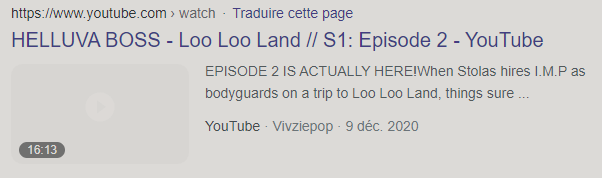 https://www.youtube.com › watch · Traduire cette page
HELLUVA BOSS - Loo Loo Land // S1: Episode 2 - YouTube
EPISODE 2 IS ACTUALLY HERE!When Stolas hires I.M.P as
bodyguards on a trip to Loo Loo Land, things sure ...
YouTube · Vivziepop · 9 déc. 2020
16:13